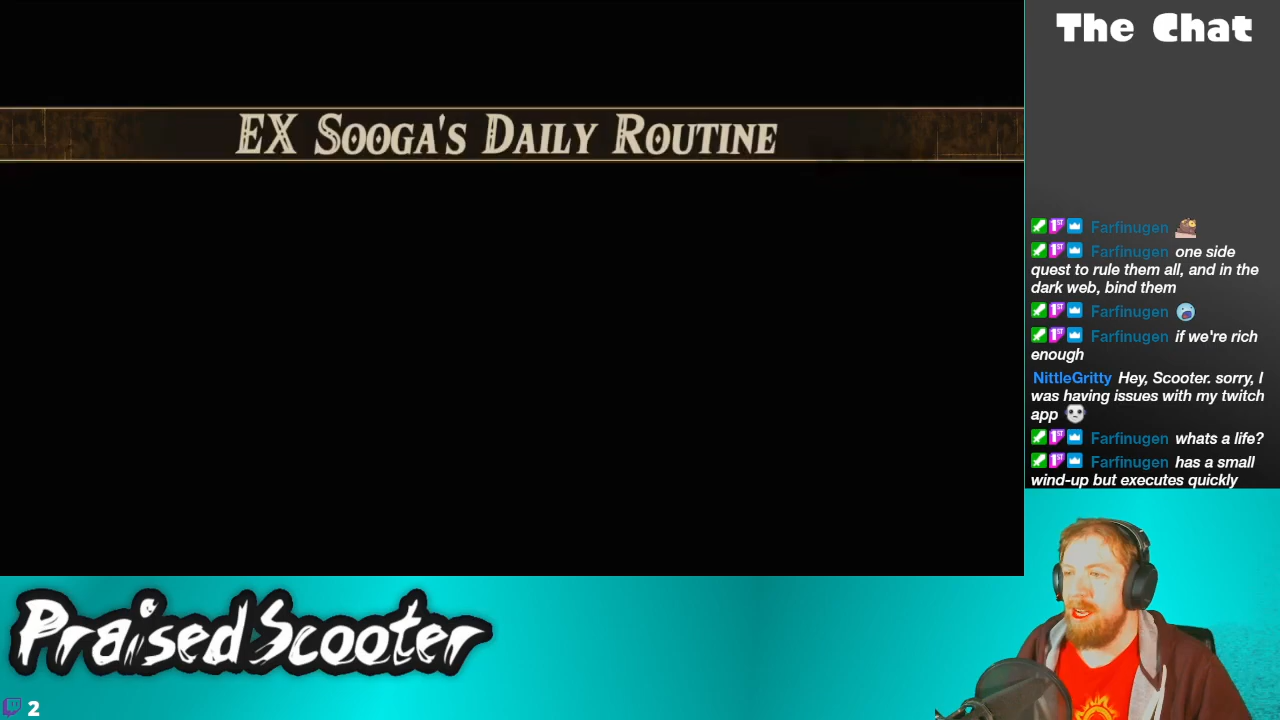 The Chat
EX Sooga's Daily Routine
Farfinugen
Farfinugen one side
quest to rule them all, and in the
dark web, bind them
Farfinugen
Farfinugen if we're rich
enough
NittleGritty Hey, Scooter. sorry, I
was having issues with my twitch
app
Farfinugen whats a life?
Farfinugen has a small
wind-up but executes quickly
PraisedScooter
2